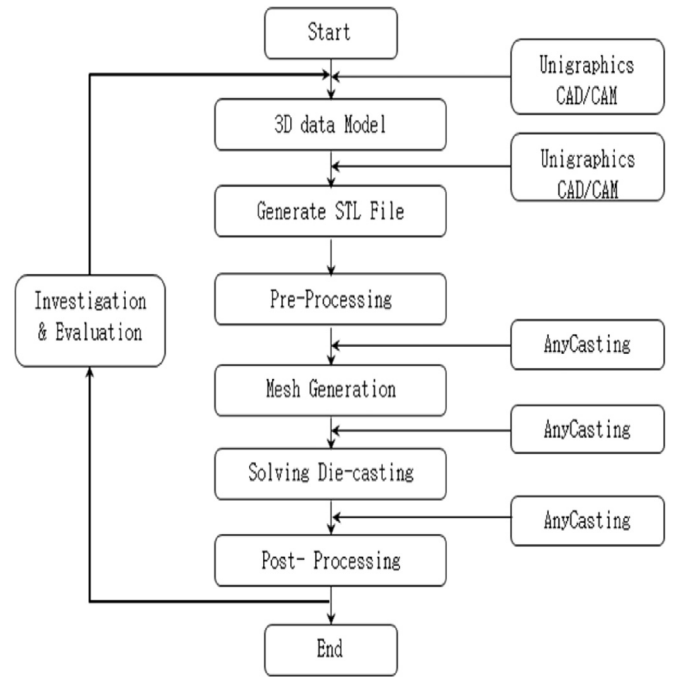 Start
Unigraphics
CAD/CAM
3D data Model
Unigraphics
CAD/CAM
Generate STL File
Pre-Processing
Investigation
& Evaluation
AnyCasting
Mesh Generation
AnyCasting
Solving Die-casting
AnyCasting
Post- Processing
End